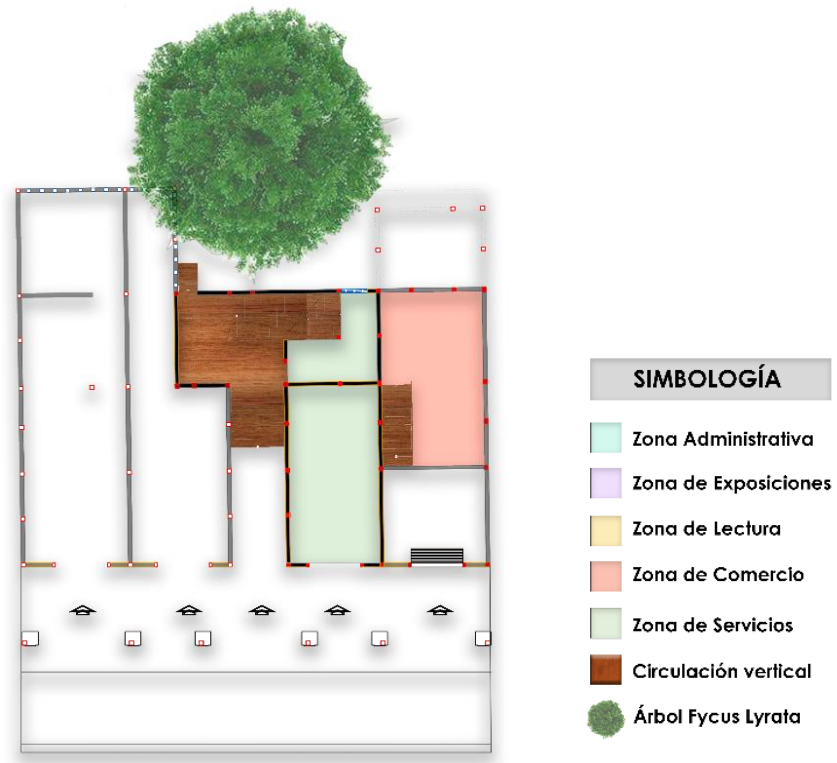 SIMBOLOGÍA
Zona Administrativa
Zona de Exposiciones
Zona de Lectura
Zona de Comercio
Zona de Servicios
Circulación vertical
Árbol Fycus Lyrata